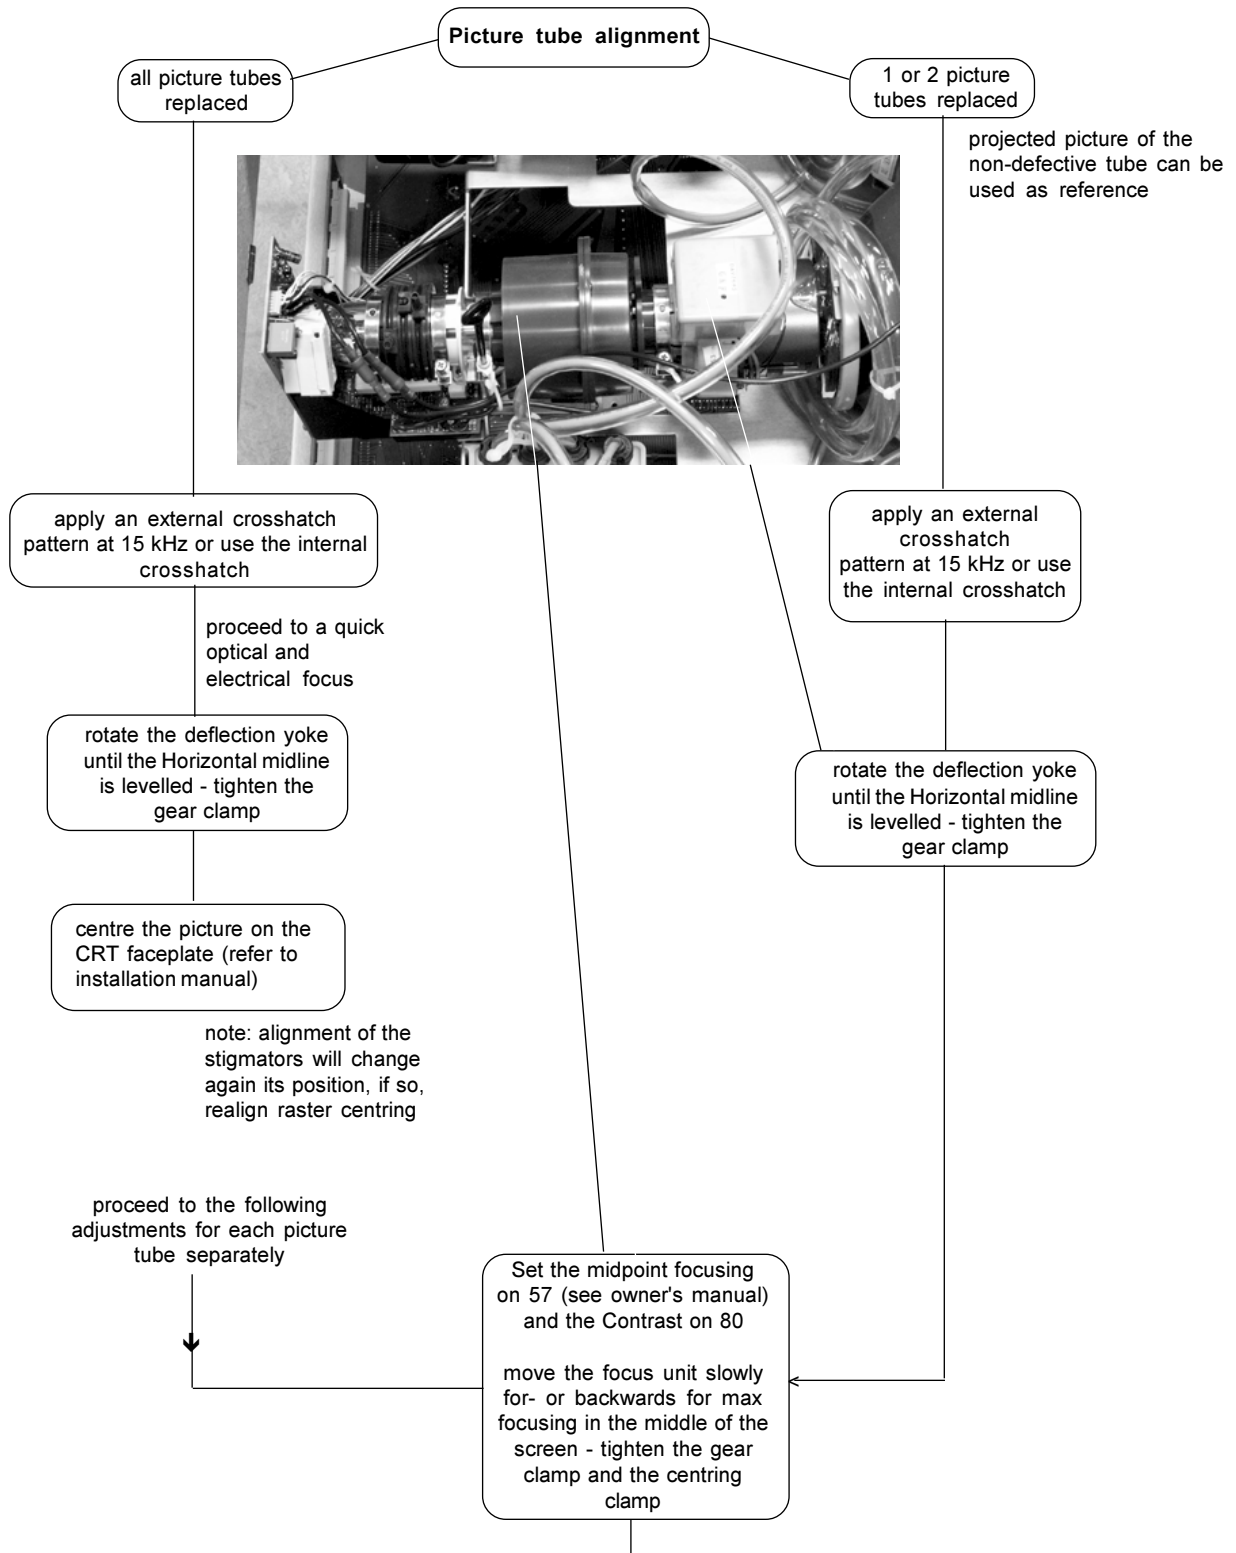 Picture tube alignment
all picture tubes
replaced
1 or 2 picture
tubes replaced
projected picture of the
non-defective tube can be
used as reference
apply an external crosshatch
pattern at 15 kHz or use the internal
crosshatch
apply an external
crosshatch
pattern at 15 kHz or use
the internal crosshatch
proceed to a quick
optical and
electrical focus
rotate the deflection yoke
until the Horizontal midline
is levelled - tighten the
gear clamp
rotate the deflection yoke
until the Horizontal midline
is levelled - tighten the
gear clamp
centre the picture on the
CRT faceplate (refer to
installation manual)
note: alignment of the
stigmators will change
again its position, if so,
realign raster centring
proceed to the following
adjustments for each picture
tube separately
Set the midpoint focusing
on 57 (see owner's manual)
and the Contrast on 80
move the focus unit slowly
for- or backwards for max
focusing in the middle of the
screen - tighten the gear
clamp and the centring
clamp